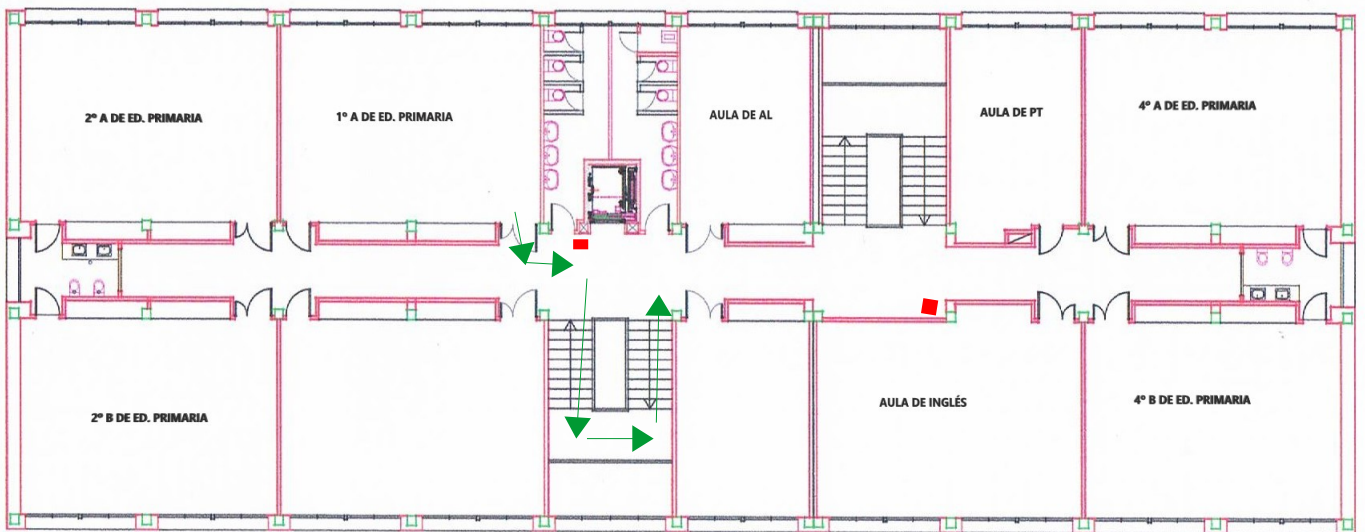 2º A DE ED. PRIMARIA
1º A DE ED. PRIMARIA
AULA DE AL
AULA DE PT
4º A DE ED. PRIMARIA
2º B DE ED. PRIMARIA
AULA DE INGLÉS
4º B DE ED. PRIMARIA